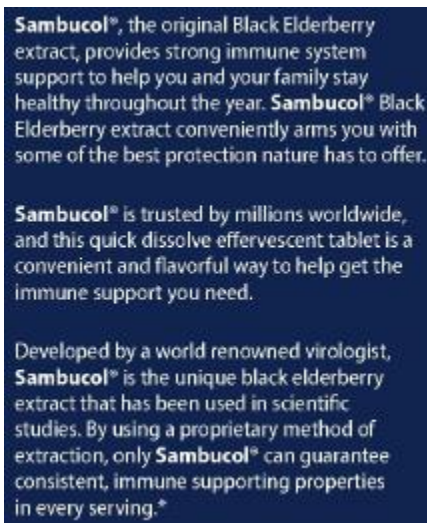 Sambucol®, the original Black Elderberry
extract, provides strong immune system
support to help you and your family stay
healthy throughout the year. Sambucol® Black
Elderberry extract conveniently arms you with
some of the best protection nature has to offer.
Sambucol® is trusted by millions worldwide,
and this quick dissolve effervescent tablet is a
convenient and flavorful way to help get the
immune support you need.
Developed by a world renowned virologist,
Sambucol® is the unique black elderberry
extract that has been used in scientific
studies. By using a proprietary method of
extraction, only Sambucol® can guarantee
consistent, immune supporting properties
in every serving.*